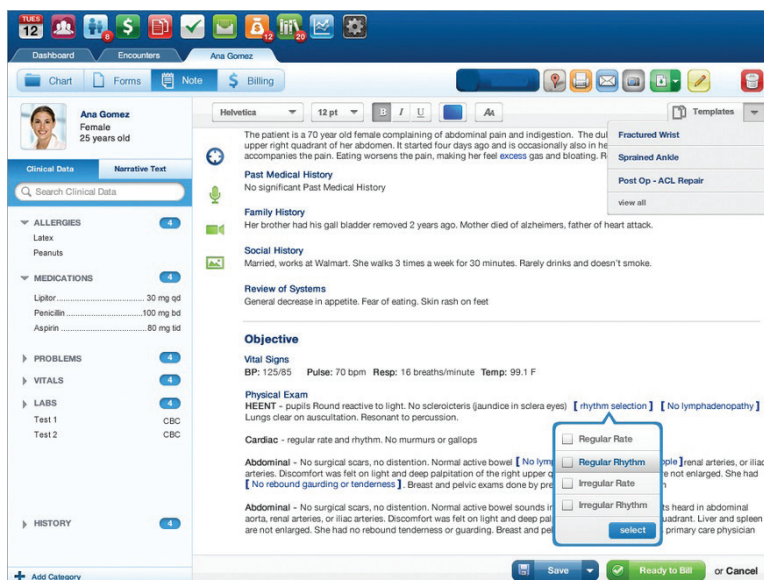 TUES
12
8
12
20
Dashboard
Encounters
Ana Gomez
Chart
Forms
Note
$ Billing
Ana Gomez
Female
25 years old
Clinical Data
Narrative Text
Search Clinical Data
ALLERGIES 4
Latex
Peanuts
MEDICATIONS 4
Lipitor 30 mg qd
Penicillin 100 mg bd
Aspirin 80 mg tid
PROBLEMS 4
VITALS 4
LABS 4
Test 1 CBC
Test 2 CBC
HISTORY 4
Add Category
Helvetica
12 pt
B I U
AA
Templates
Fractured Wrist
Sprained Ankle
Post Op - ACL Repair
view all
The patient is a 70 year old female complaining of abdominal pain and indigestion. The dul
upper right quadrant of her abdomen. It started four days ago and is occasionally also in he
accompanies the pain. Eating worsens the pain, making her feel excess gas and bloating. R
Past Medical History
No significant Past Medical History
Family History
Her brother had his gall bladder removed 2 years ago. Mother died of alzheimers, father of heart attack.
Social History
Married, works at Walmart. She walks 3 times a week for 30 minutes. Rarely drinks and doesn't smoke.
Review of Systems
General decrease in appetite. Fear of eating. Skin rash on feet
Objective
Vital Signs
BP: 125/85 Pulse: 70 bpm Resp: 16 breaths/minute Temp: 99.1 F
Physical Exam
HEENT - pupils Round reactive to light. No scleroicteris (jaundice in sclera eyes) [ rhythm selection ] [ No lymphadenopathy ]
Lungs clear on auscultation. Resonant to percussion.
Cardiac - regular rate and rhythm. No murmurs or gallops
Abdominal - No surgical scars, no distention. Normal active bowel [ No lym ople ] renal arteries, or iliac
arteries. Discomfort was felt on light and deep palpitation of the right upper q re not enlarged. She had
[ No rebound gaurding or tenderness ] . Breast and pelvic exams done by pre n
Abdominal - No surgical scars, no distention. Normal active bowel sounds in ts heard in abdominal
aorta, renal arteries, or iliac arteries. Discomfort was felt on light and deep pal uadrant. Liver and spleen
are not enlarged. She had no rebound tenderness or guarding. Breast and pel primary care physician
Regular Rate
Regular Rhythm
Irregular Rate
Irregular Rhythm
select
Save
Ready to Bill
or Cancel